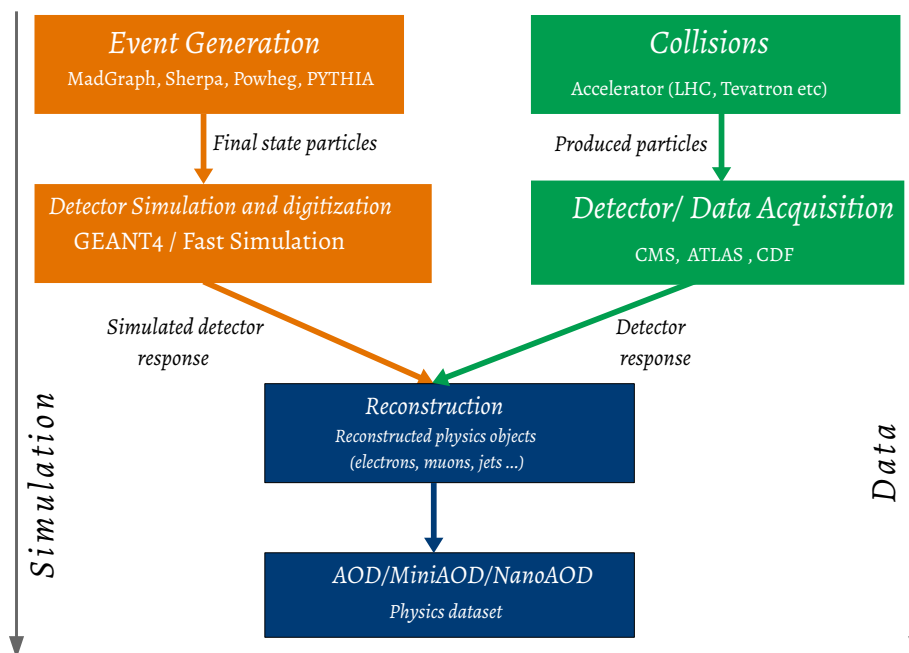 Event Generation
MadGraph, Sherpa, Powheg, PYTHIA
Collisions
Accelerator (LHC, Tevatron etc)
Final state particles
Produced particles
Detector Simulation and digitization
GEANT4 / Fast Simulation
Detector/ Data Acquisition
CMS, ATLAS , CDF
Simulated detector
response
Detector
response
Reconstruction
Reconstructed physics objects
(electrons, muons, jets ...)
AOD/MiniAOD/NanoAOD
Physics dataset
Simulation
Data